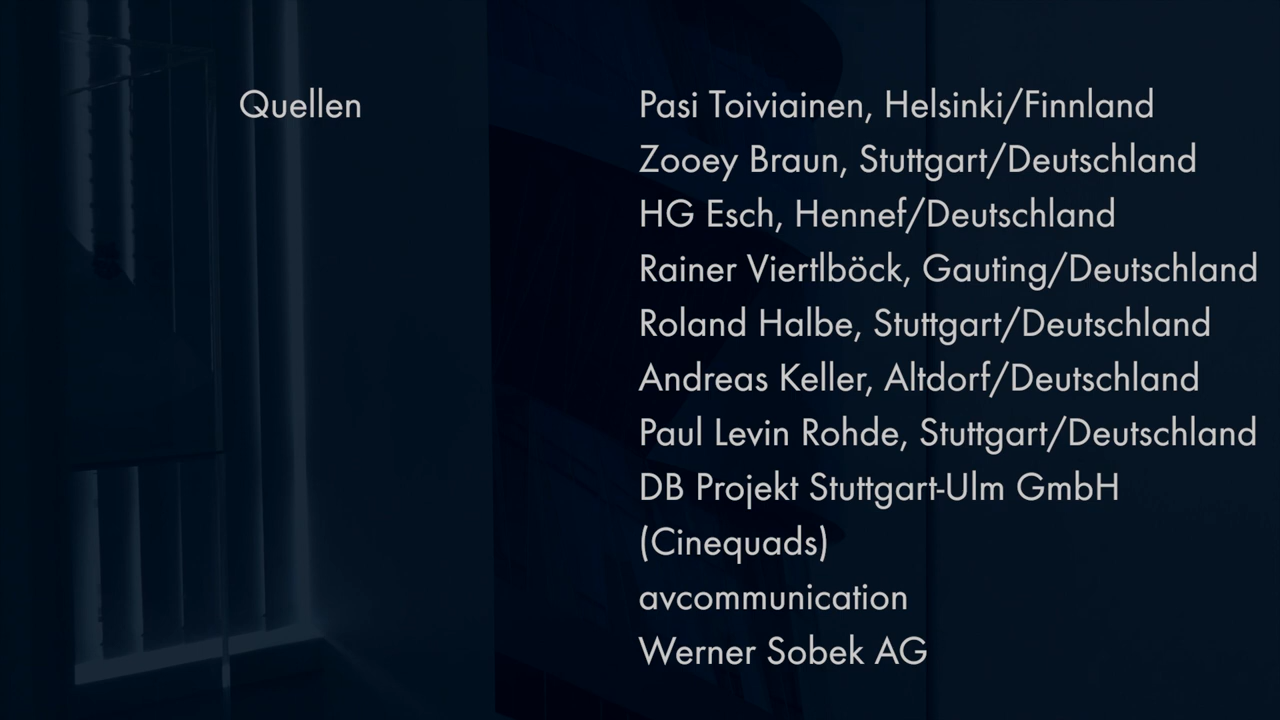 Quellen
Pasi Toiviainen, Helsinki/Finnland
Zooey Braun, Stuttgart/Deutschland
HG Esch, Hennef/Deutschland
Rainer Viertlböck, Gauting/Deutschland
Roland Halbe, Stuttgart/Deutschland
Andreas Keller, Altdorf/Deutschland
Paul Levin Rohde, Stuttgart/Deutschland
DB Projekt Stuttgart-Ulm GmbH
(Cinequads)
avcommunication
Werner Sobek AG